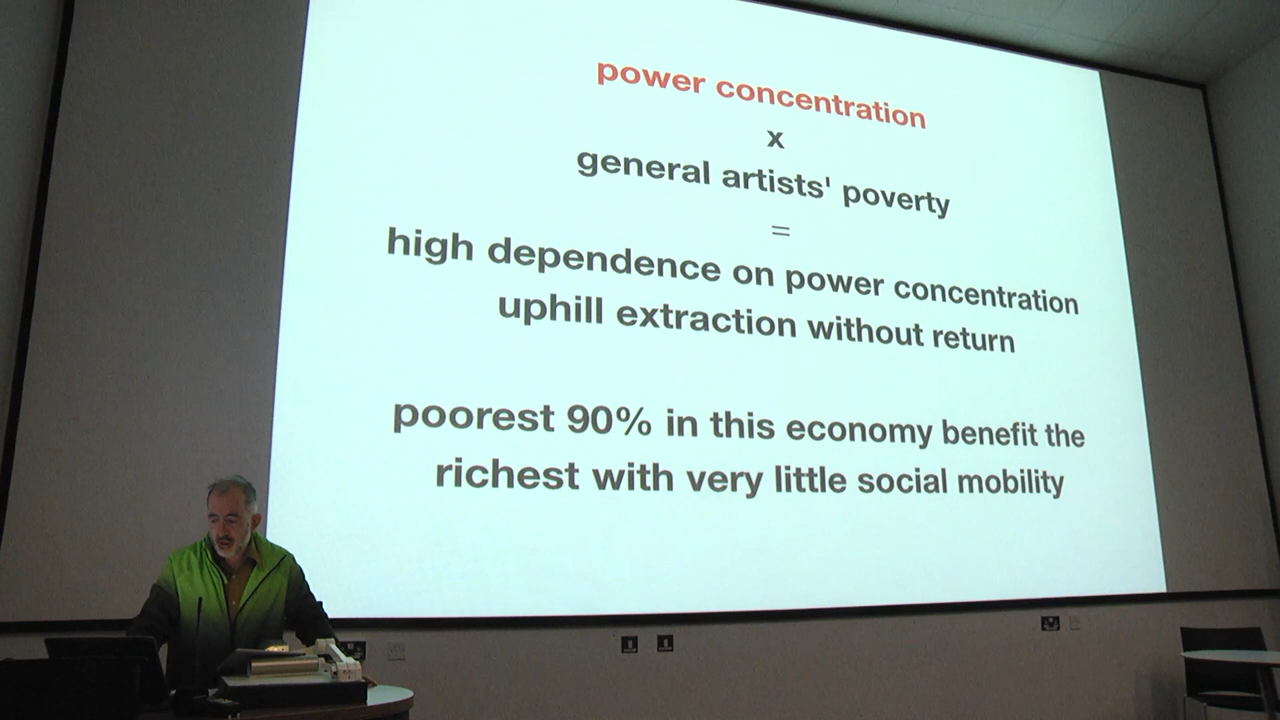 power concentration
x
general artists' poverty
=
high dependence on power concentration
uphill extraction without return
poorest 90% in this economy benefit the
richest with very little social mobility